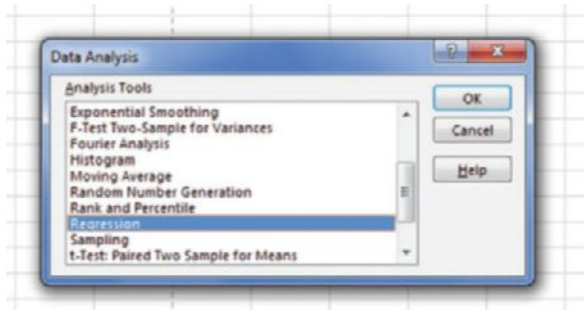 Data Analysis
Analysis Tools
Exponential Smoothing
F-Test Two-Sample for Variances
Fourier Analysis
Histogram
Moving Average
Random Number Generation
Rank and Percentile
Regression
Sampling
t-Test: Paired Two Sample for Means
OK
Cancel
Help